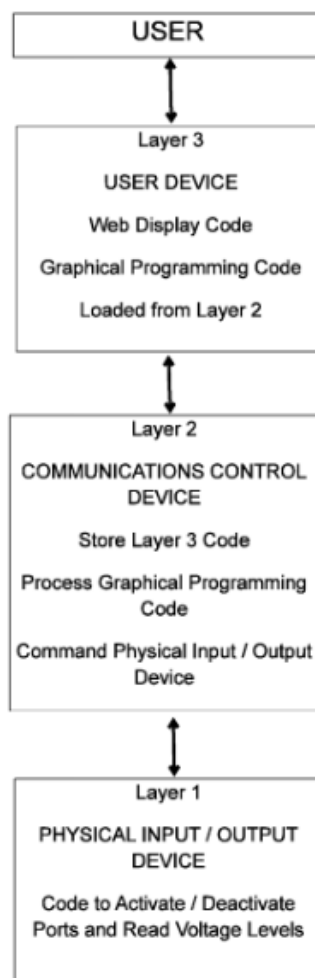 USER
Layer 3
USER DEVICE
Web Display Code
Graphical Programming Code
Loaded from Layer 2
Layer 2
COMMUNICATIONS CONTROL
DEVICE
Store Layer 3 Code
Process Graphical Programming
Code
Command Physical Input / Output
Device
Layer 1
PHYSICAL INPUT / OUTPUT
DEVICE
Code to Activate / Deactivate
Ports and Read Voltage Levels